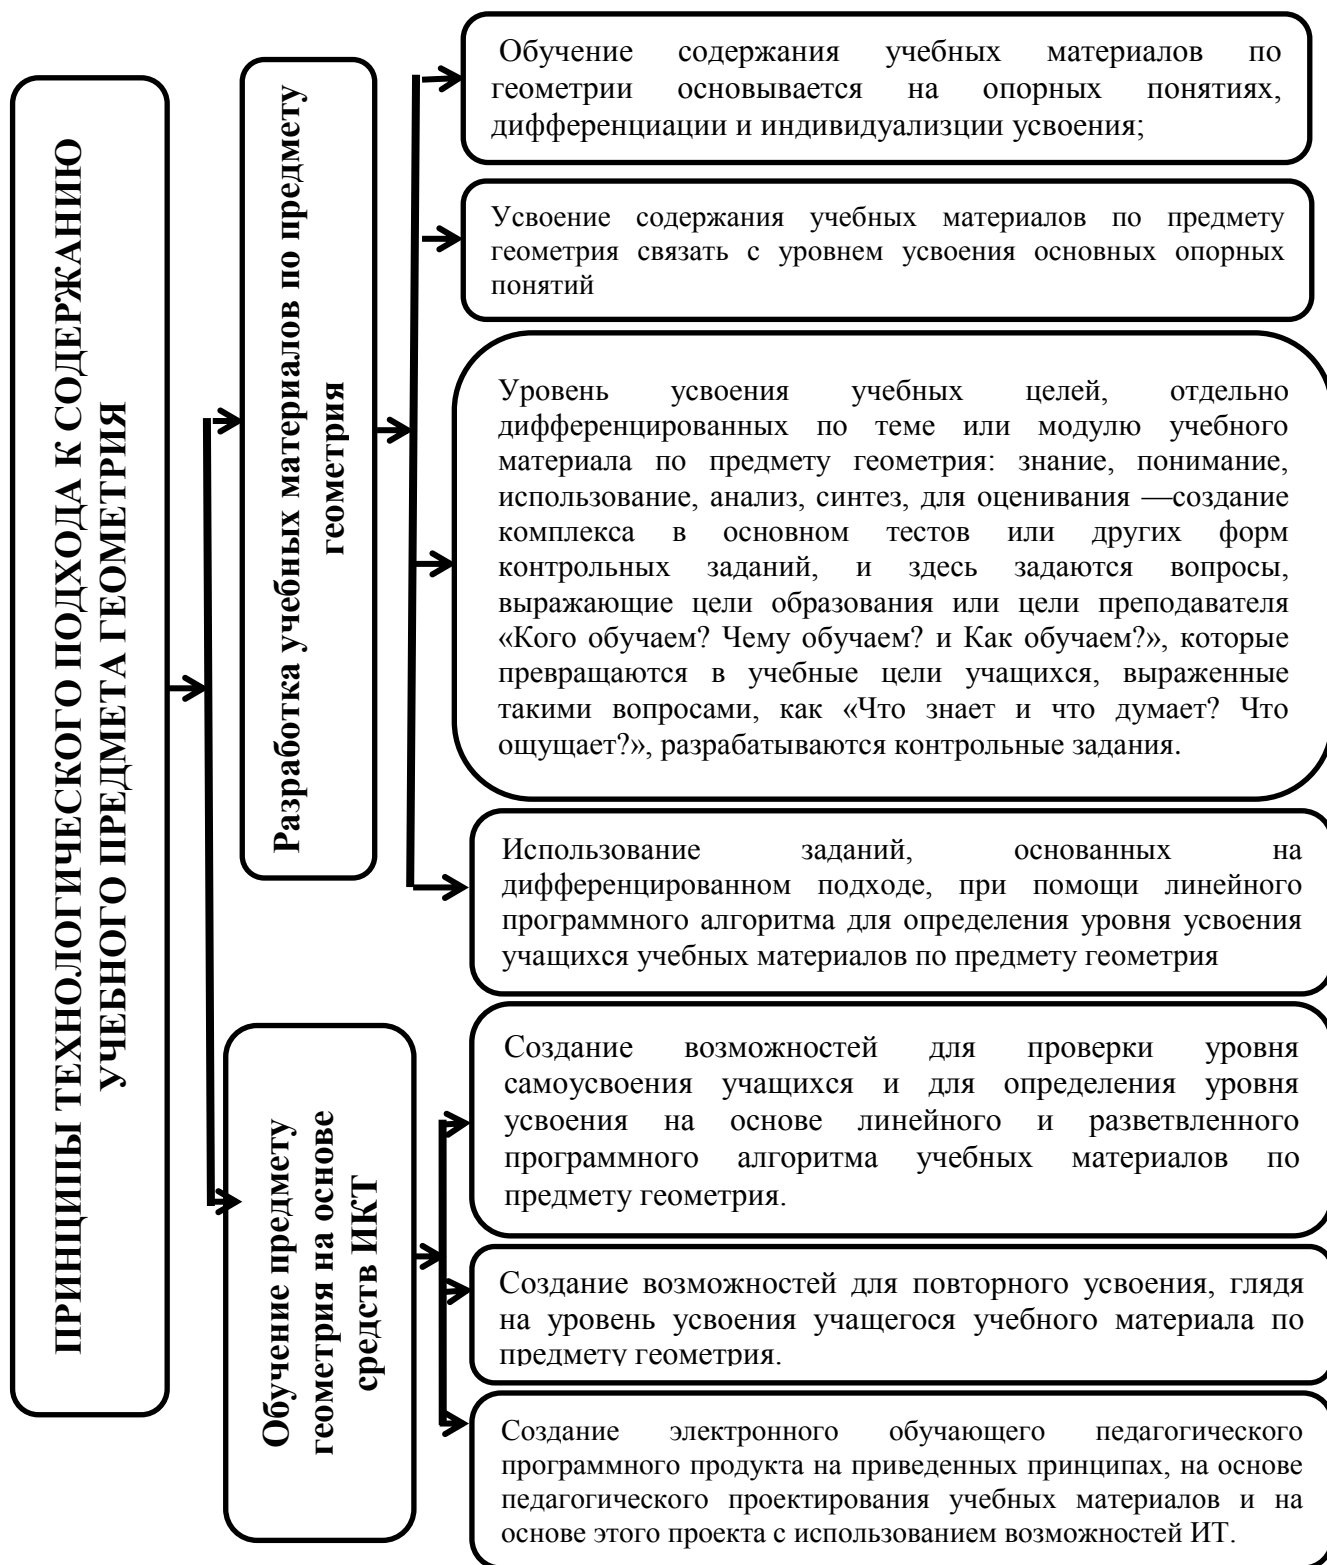 ПРИНЦИПЫ ТЕХНОЛОГИЧЕСКОГО ПОДХОДА К СОДЕРЖАНИЮ
УЧЕБНОГО ПРЕДМЕТА ГЕОМЕТРИЯ
Разработка учебных материалов по предмету
геометрия
Обучение содержания учебных материалов по
геометрии основывается на опорных понятиях,
дифференциации и индивидуализции усвоения;
Усвоение содержания учебных материалов по предмету
геометрия связать с уровнем усвоения основных опорных
понятий
Уровень усвоения учебных целей, отдельно
дифференцированных по теме или модулю учебного
материала по предмету геометрия: знание, понимание,
использование, анализ, синтез, для оценивания —создание
комплекса в основном тестов или других форм
контрольных заданий, и здесь задаются вопросы,
выражающие цели образования или цели преподавателя
«Кого обучаем? Чему обучаем? и Как обучаем?», которые
превращаются в учебные цели учащихся, выраженные
такими вопросами, как «Что знает и что думает? Что
ощущает?», разрабатываются контрольные задания.
Использование заданий, основанных на
дифференцированном подходе, при помощи линейного
программного алгоритма для определения уровня усвоения
учащихся учебных материалов по предмету геометрия
Обучение предмету
геометрия на основе
средств ИКТ
Создание возможностей для проверки уровня
самоусвоения учащихся и для определения уровня
усвоения на основе линейного и разветвленного
программного алгоритма учебных материалов по
предмету геометрия.
Создание возможностей для повторного усвоения, глядя
на уровень усвоения учащегося учебного материала по
предмету геометрия.
Создание электронного обучающего педагогического
программного продукта на приведенных принципах, на основе
педагогического проектирования учебных материалов и на
основе этого проекта с использованием возможностей ИТ.